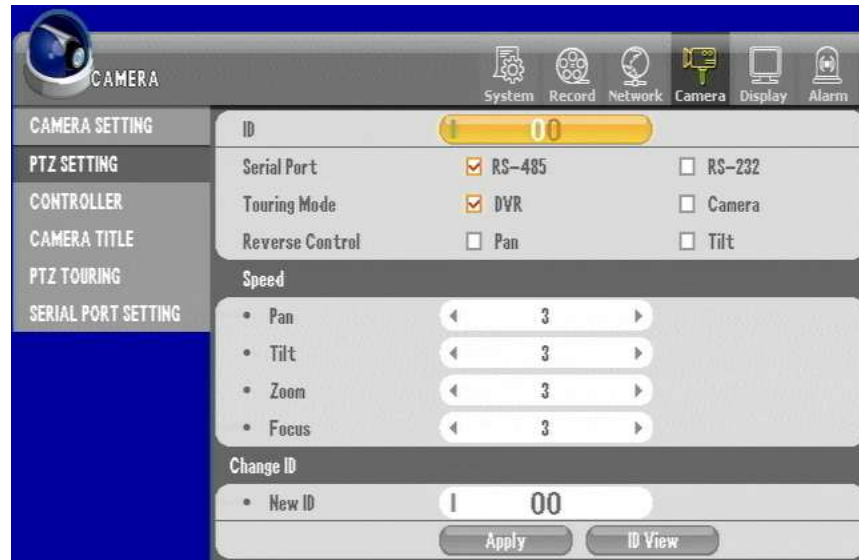 CAMERA
System Record Network Camera Display Alarm
CAMERA SETTING
PTZ SETTING
CONTROLLER
CAMERA TITLE
PTZ TOURING
SERIAL PORT SETTING
ID 00
Serial Port RS-485 RS-232
Touring Mode DVR Camera
Reverse Control Pan Tilt
Speed
• Pan 3
• Tilt 3
• Zoom 3
• Focus 3
Change ID
• New ID 00
Apply ID View